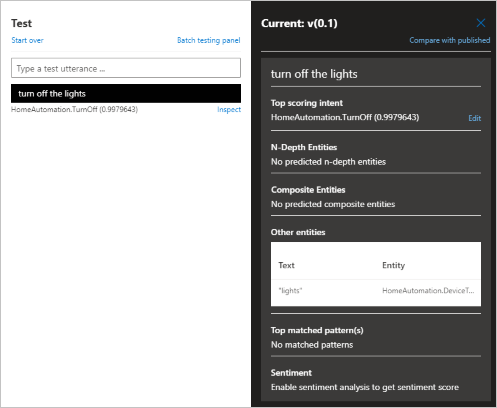 Test
Start over
Batch testing panel
Type a test utterance ...
turn off the lights
HomeAutomation.TurnOff (0.9979643)
Inspect
Current: v(0.1)
Compare with published
turn off the lights
Top scoring intent
HomeAutomation.TurnOff (0.9979643)
Edit
N-Depth Entities
No predicted n-depth entities
Composite Entities
No predicted composite entities
Other entities
Text Entity
"lights" HomeAutomation.DeviceT...
Top matched pattern(s)
No matched patterns
Sentiment
Enable sentiment analysis to get sentiment score